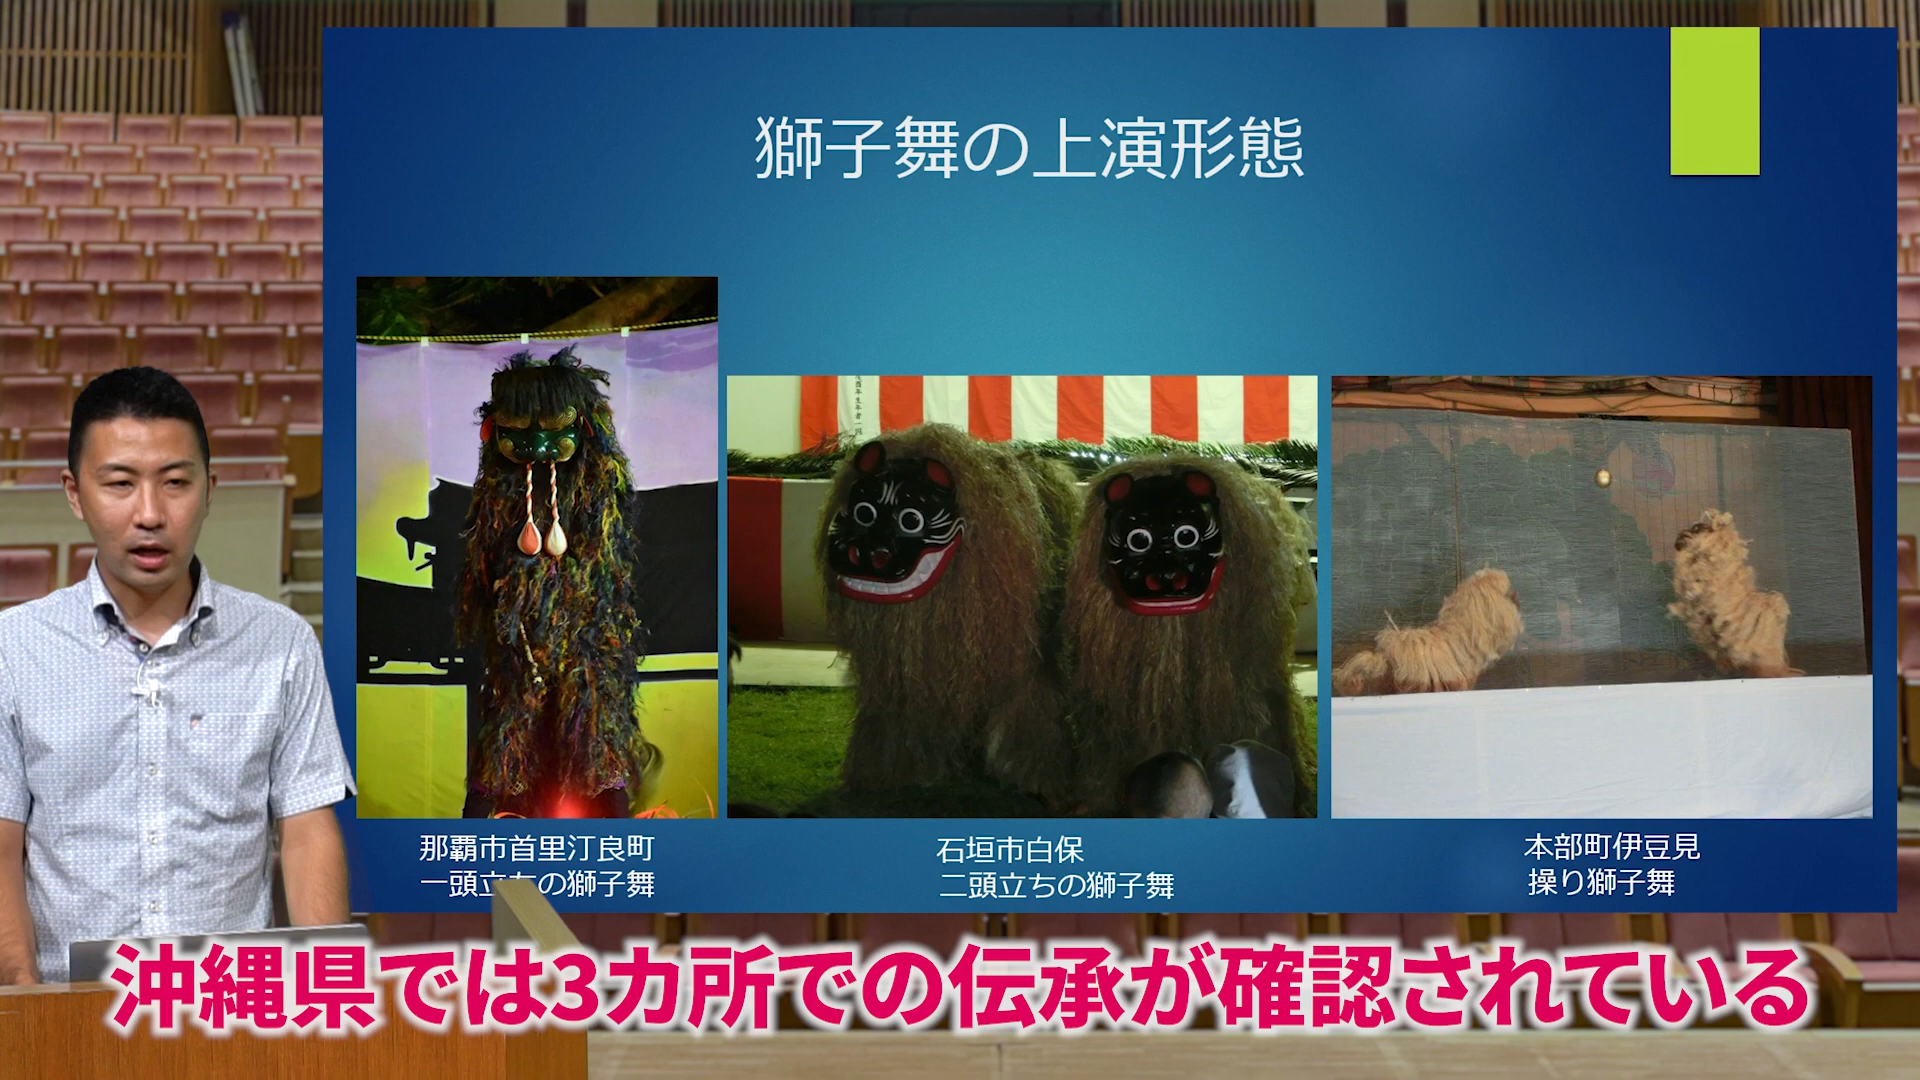 獅子舞の上演形態
那覇市首里汀良町
一頭立ちの獅子舞
石垣市白保
二頭立ちの獅子舞
本部町伊豆見
操り獅子舞
沖縄県では3カ所での伝承が確認されている